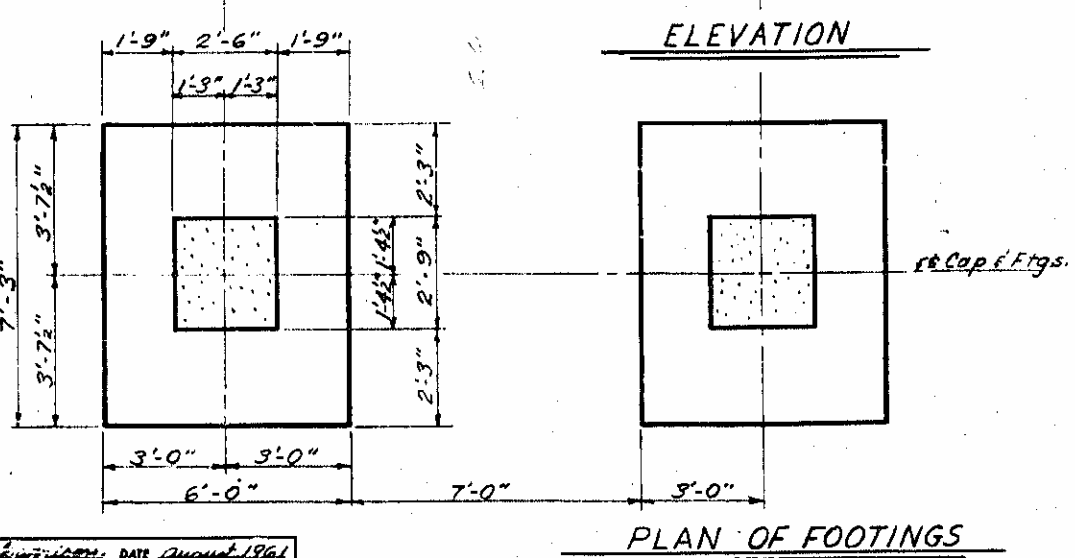 ELEVATION
1'-9" 2'-6" 1'-9"
1'-3" 1'-3"
3'-7½"
3'-7½"
2'-3"
1'-4½" 1'-4½"
2'-9"
2'-3"
℄ Cap & Ftgs.
3'-0" 3'-0"
6'-0"
7'-0"
3'-0"
PLAN OF FOOTINGS
DATE August 1961